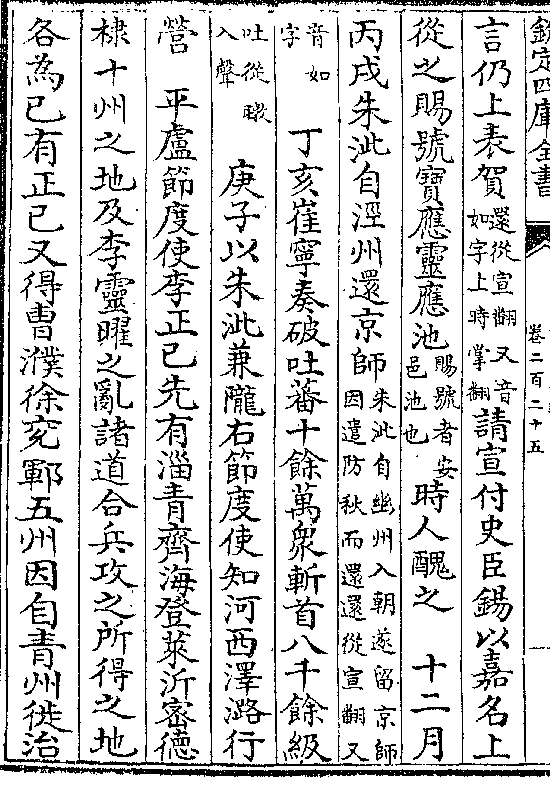 欽定四庫全書
卷二百二十五
言仍上表賀還從宣翻又音如字上時掌翻請宣付史臣錫以嘉名上
從之賜號寶應靈應池賜號者安邑池也時人醜之　十二月
丙戌朱泚自涇州還京師朱泚自幽州入朝遂留京師因遣防秋而還還從宣翻又
音如字　丁亥崔寧奏破吐蕃十餘萬衆斬首八千餘級
吐從暾入聲　庚子以朱泚兼隴右節度使知河西澤潞行
營　平盧節度使李正已先有淄青齊海登萊沂密德
棣十州之地及李靈曜之亂諸道合兵攻之所得之地
各為已有正已又得曹濮徐兖鄆五州因自青州徙治